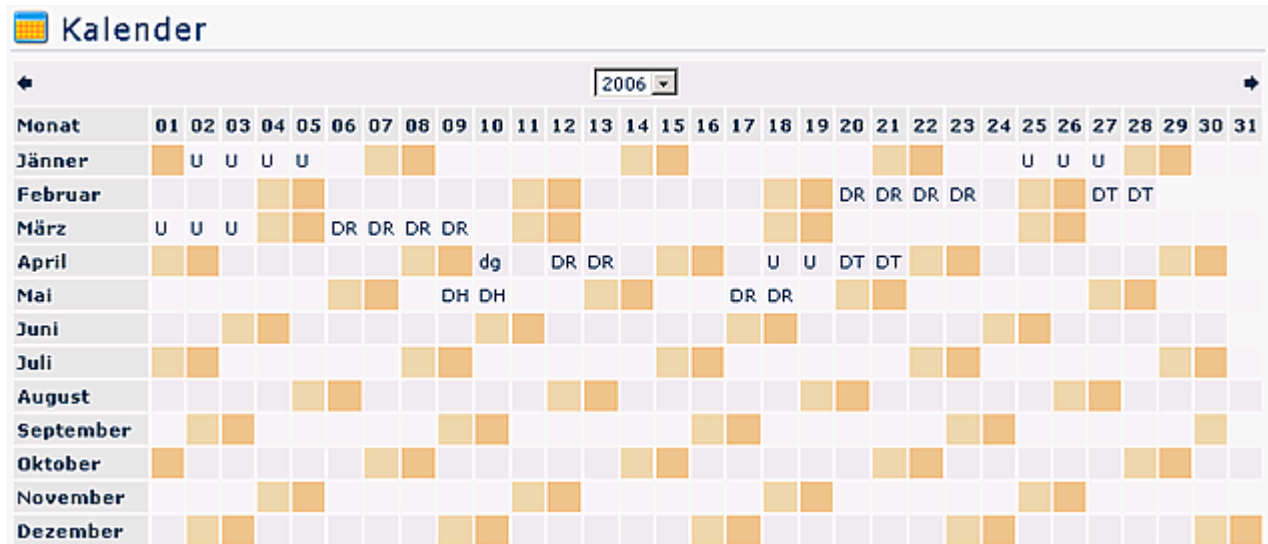 Kalender
2006
Monat 01 02 03 04 05 06 07 08 09 10 11 12 13 14 15 16 17 18 19 20 21 22 23 24 25 26 27 28 29 30 31
Jänner U U U U U U U
Februar DR DR DR DR DT DT
März U U U DR DR DR DR
April dg DR DR U U DT DT
Mai DH DH DR DR
Juni
Juli
August
September
Oktober
November
Dezember